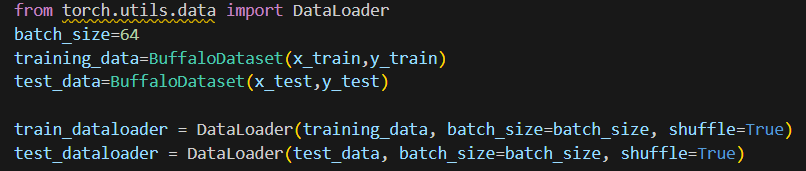 from torch.utils.data import DataLoader
batch_size=64
training_data=BuffaloDataset(x_train,y_train)
test_data=BuffaloDataset(x_test,y_test)
train_dataloader = DataLoader(training_data, batch_size=batch_size, shuffle=True)
test_dataloader = DataLoader(test_data, batch_size=batch_size, shuffle=True)